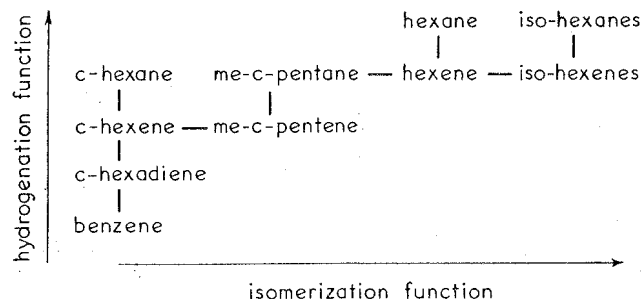 hexane iso-hexanes
c-hexane me-c-pentane — hexene — iso-hexenes
c-hexene — me-c-pentene
c-hexadiene
benzene
hydrogenation function
isomerization function